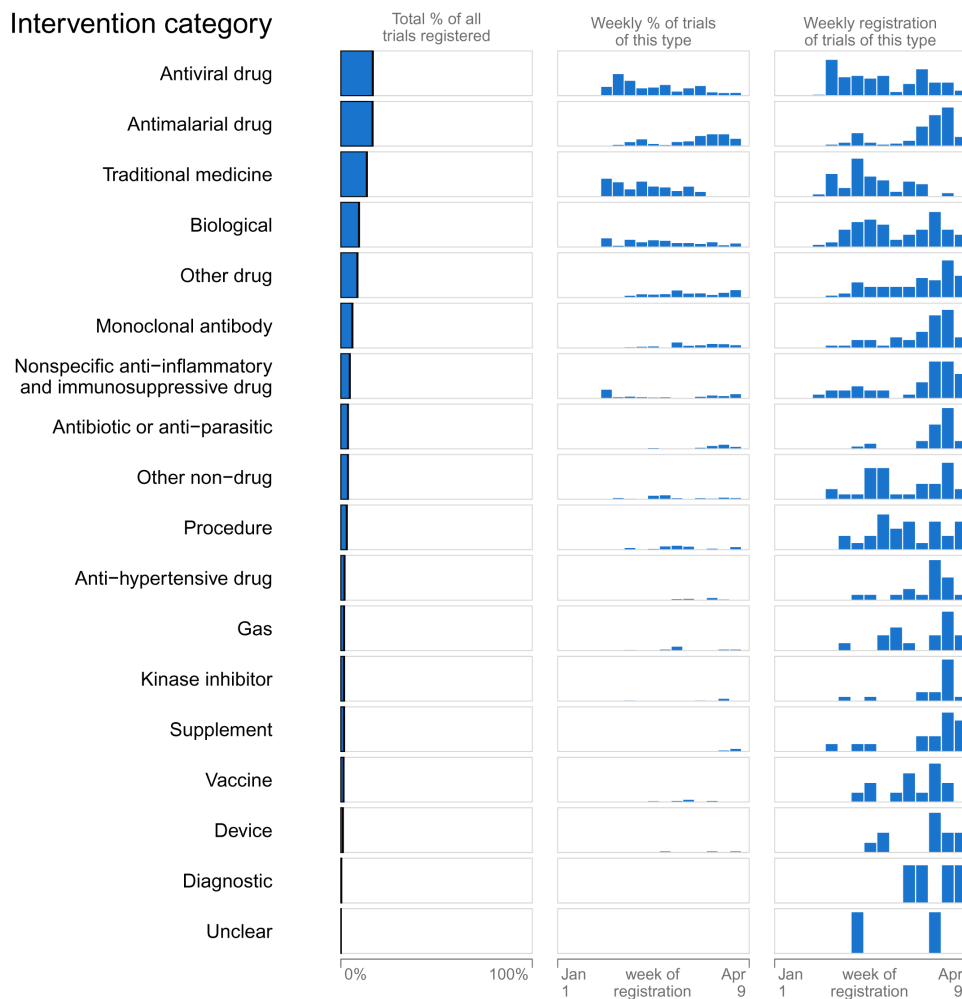 Intervention category
Total % of all
trials registered
Weekly % of trials
of this type
Weekly registration
of trials of this type
Antiviral drug
Antimalarial drug
Traditional medicine
Biological
Other drug
Monoclonal antibody
Nonspecific anti−inflammatory
and immunosuppressive drug
Antibiotic or anti−parasitic
Other non−drug
Procedure
Anti−hypertensive drug
Gas
Kinase inhibitor
Supplement
Vaccine
Device
Diagnostic
Unclear
0% 100%
Jan week of Apr
1 registration 9
Jan week of Apr
1 registration 9